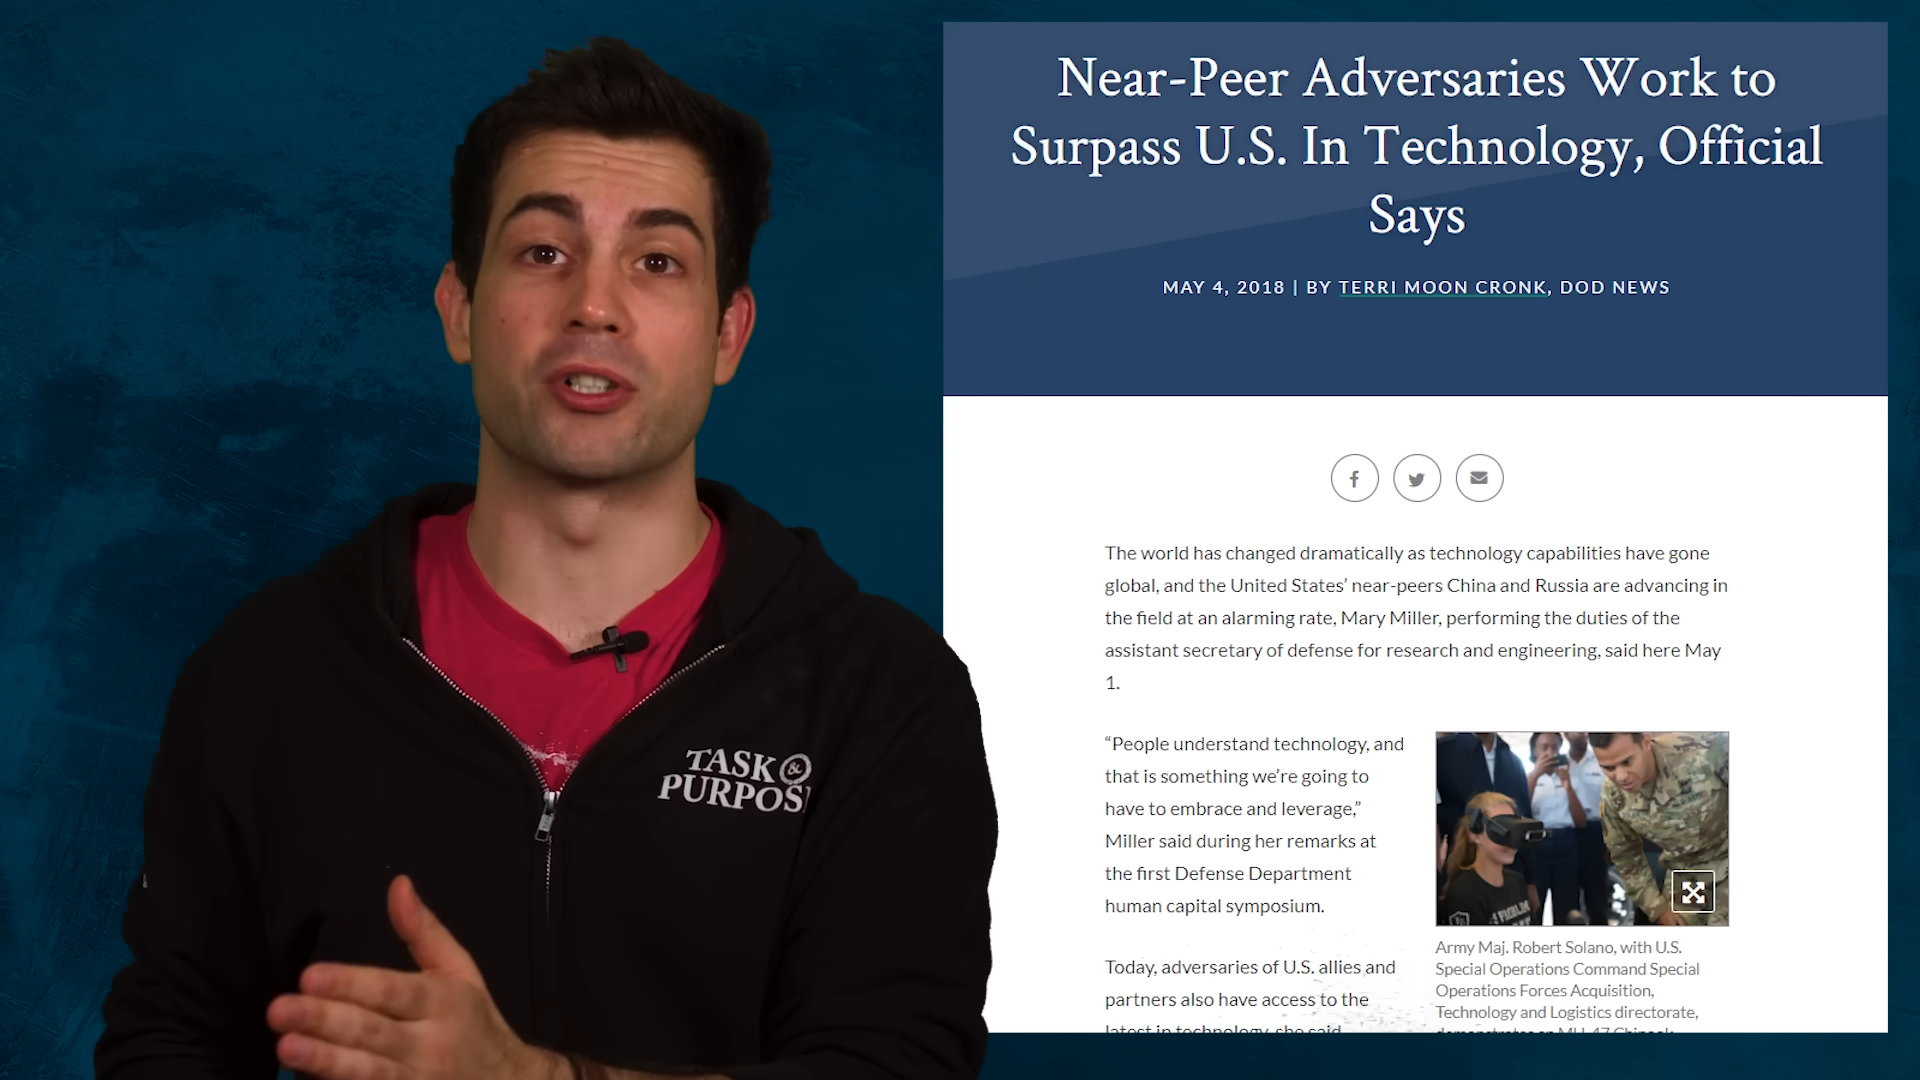 Near-Peer Adversaries Work to
Surpass U.S. In Technology, Official
Says
MAY 4, 2018 | BY TERRI MOON CRONK, DOD NEWS
The world has changed dramatically as technology capabilities have gone
global, and the United States’ near-peers China and Russia are advancing in
the field at an alarming rate, Mary Miller, performing the duties of the
assistant secretary of defense for research and engineering, said here May
1.
“People understand technology, and
that is something we’re going to
have to embrace and leverage,”
Miller said during her remarks at
the first Defense Department
human capital symposium.
Today, adversaries of U.S. allies and
partners also have access to the
latest in technology, she said.
Army Maj. Robert Solano, with U.S.
Special Operations Command Special
Operations Forces Acquisition,
Technology and Logistics directorate,
TASK &
PURPOS